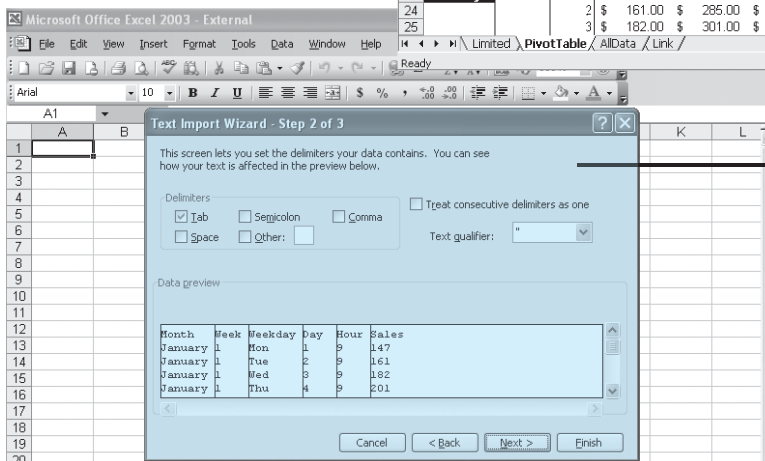 Microsoft Office Excel 2003 - External
24 2 $ 161.00 $ 285.00 $
25 3 $ 182.00 $ 301.00 $
File Edit View Insert Format Tools Data Window Help
Limited PivotTable AllData Link
Ready
Arial 10 B I U $ % ,
A1
A B K L
Text Import Wizard - Step 2 of 3
This screen lets you set the delimiters your data contains. You can see
how your text is affected in the preview below.
Delimiters
Tab Semicolon Comma
Space Other:
Treat consecutive delimiters as one
Text qualifier: "
Data preview
Month Week Weekday Day Hour Sales
January 1 Mon 1 9 147
January 1 Tue 2 9 161
January 1 Wed 3 9 182
January 1 Thu 4 9 201
Cancel < Back Next > Finish
1
2
3
4
5
6
7
8
9
10
11
12
13
14
15
16
17
18
19
20